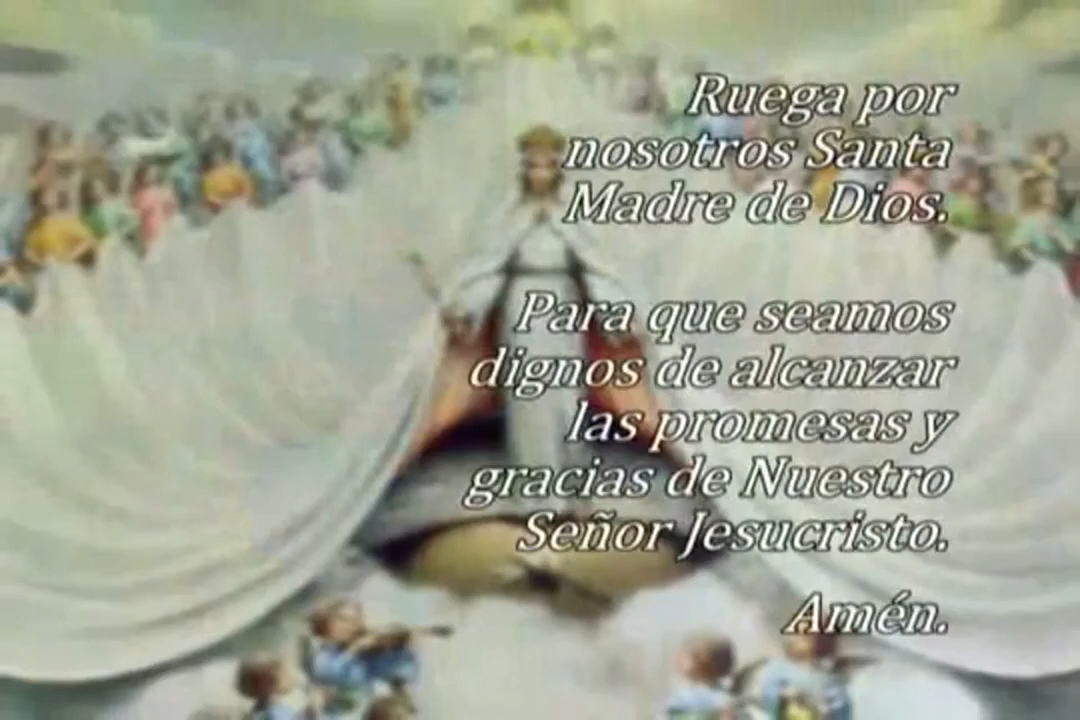 Ruega por
nosotros Santa
Madre de Dios.
Para que seamos
dignos de alcanzar
las promesas y
gracias de Nuestro
Señor Jesucristo.
Amén.